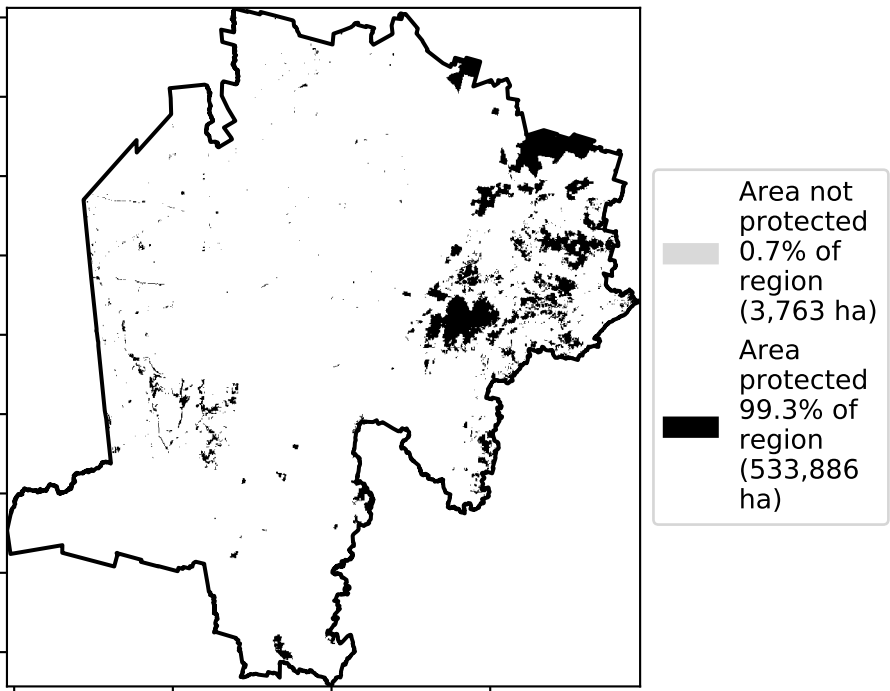 Area not
protected
0.7% of
region
(3,763 ha)
Area
protected
99.3% of
region
(533,886
ha)